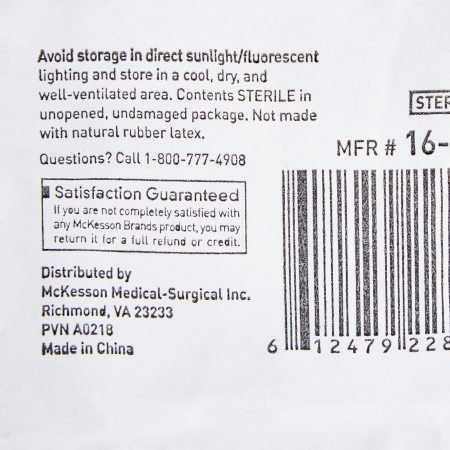 Avoid storage in direct sunlight/fluorescent
lighting and store in a cool, dry, and
well-ventilated area. Contents STERILE in
unopened, undamaged package. Not made
with natural rubber latex.
Questions? Call 1-800-777-4908
Satisfaction Guaranteed
If you are not completely satisfied with
any McKesson Brands product, you may
return it for a full refund or credit.
Distributed by
McKesson Medical-Surgical Inc.
Richmond, VA 23233
PVN A0218
Made in China
STER
MFR # 16-
6 12479 228